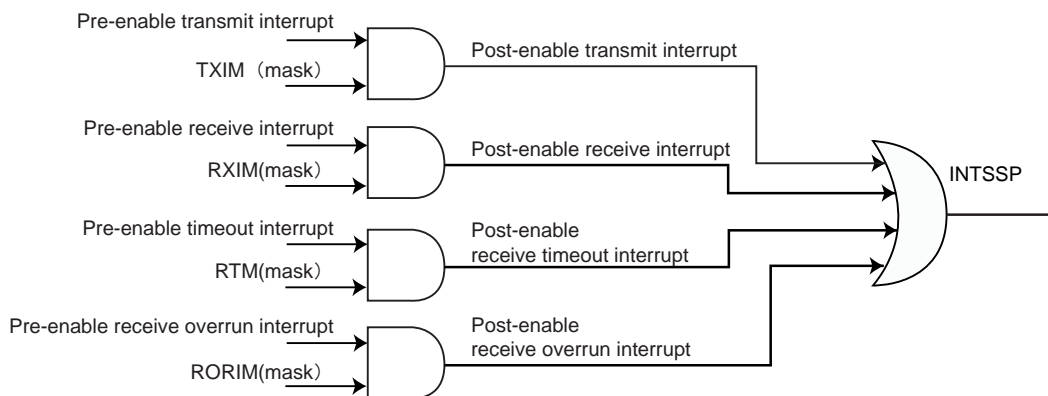 Pre-enable transmit interrupt
TXIM（mask）
Post-enable transmit interrupt
Pre-enable receive interrupt
RXIM(mask）
Post-enable receive interrupt
INTSSP
Pre-enable timeout interrupt
RTM(mask）
Post-enable
receive timeout interrupt
Pre-enable receive overrun interrupt
RORIM(mask）
Post-enable
receive overrun interrupt